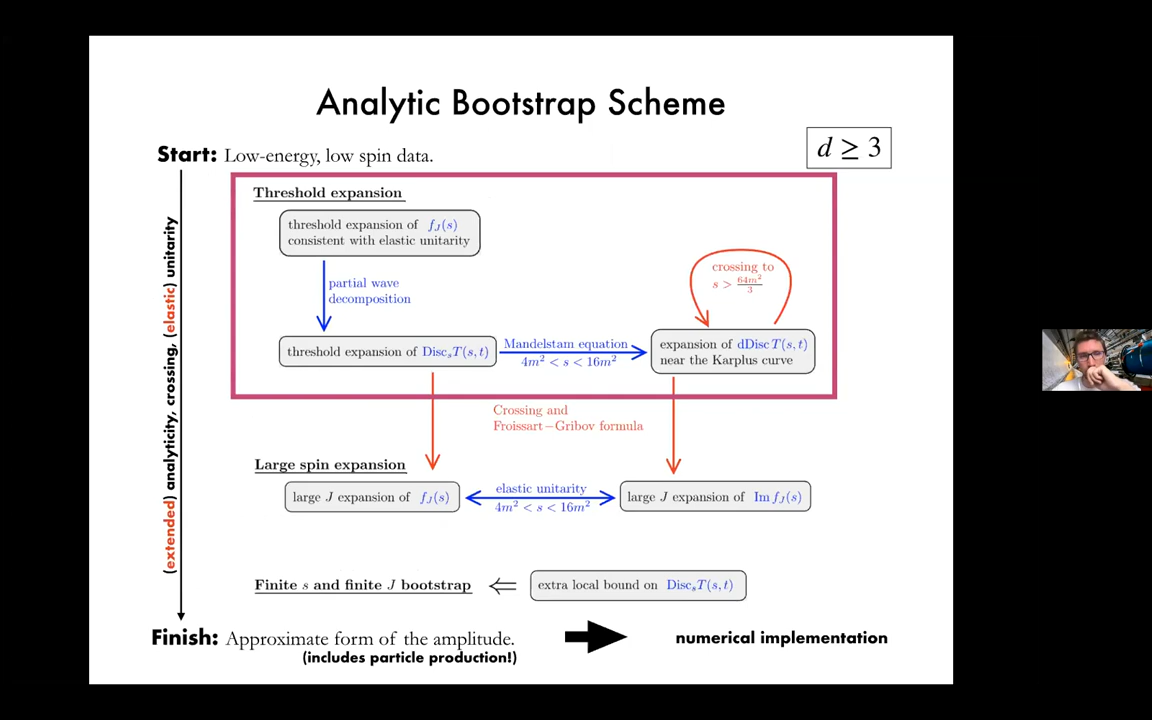 Analytic Bootstrap Scheme
d ≥ 3
Start: Low-energy, low spin data.
(extended) analyticity, crossing, (elastic) unitarity
Threshold expansion
threshold expansion of f_J(s)
consistent with elastic unitarity
partial wave
decomposition
crossing to
s > 64m²/3
threshold expansion of Disc_sT(s,t)
Mandelstam equation
4m² < s < 16m²
expansion of dDisc T(s,t)
near the Karplus curve
Crossing and
Froissart−Gribov formula
Large spin expansion
large J expansion of f_J(s)
elastic unitarity
4m² < s < 16m²
large J expansion of Im f_J(s)
Finite s and finite J bootstrap ⇐ extra local bound on Disc_sT(s,t)
Finish: Approximate form of the amplitude.
(includes particle production!)
numerical implementation